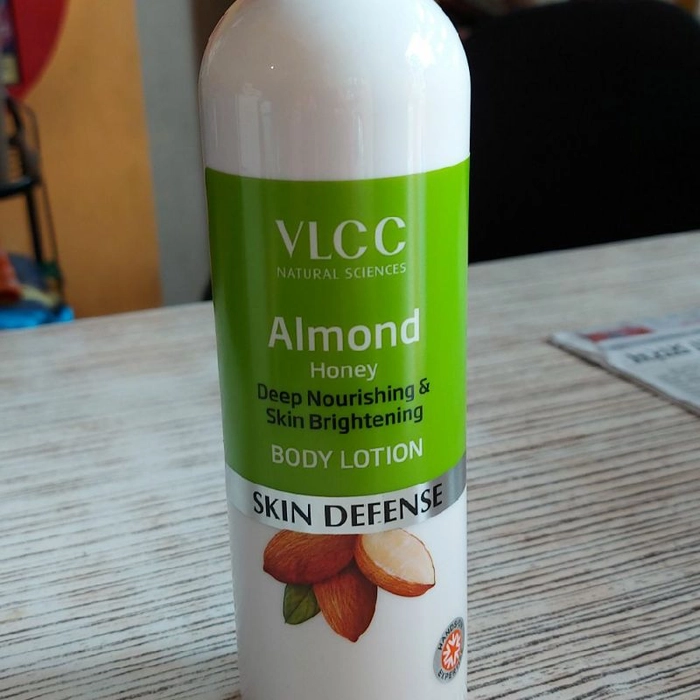 VLCC
NATURAL SCIENCES
Almond
Honey
Deep Nourishing &
Skin Brightening
BODY LOTION
SKIN DEFENSE